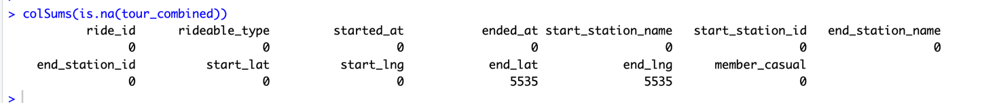 > colSums(is.na(tour_combined))
ride_id rideable_type started_at ended_at start_station_name start_station_id end_station_name
0 0 0 0 0 0 0
end_station_id start_lat start_lng end_lat end_lng member_casual
0 0 0 5535 5535 0
>